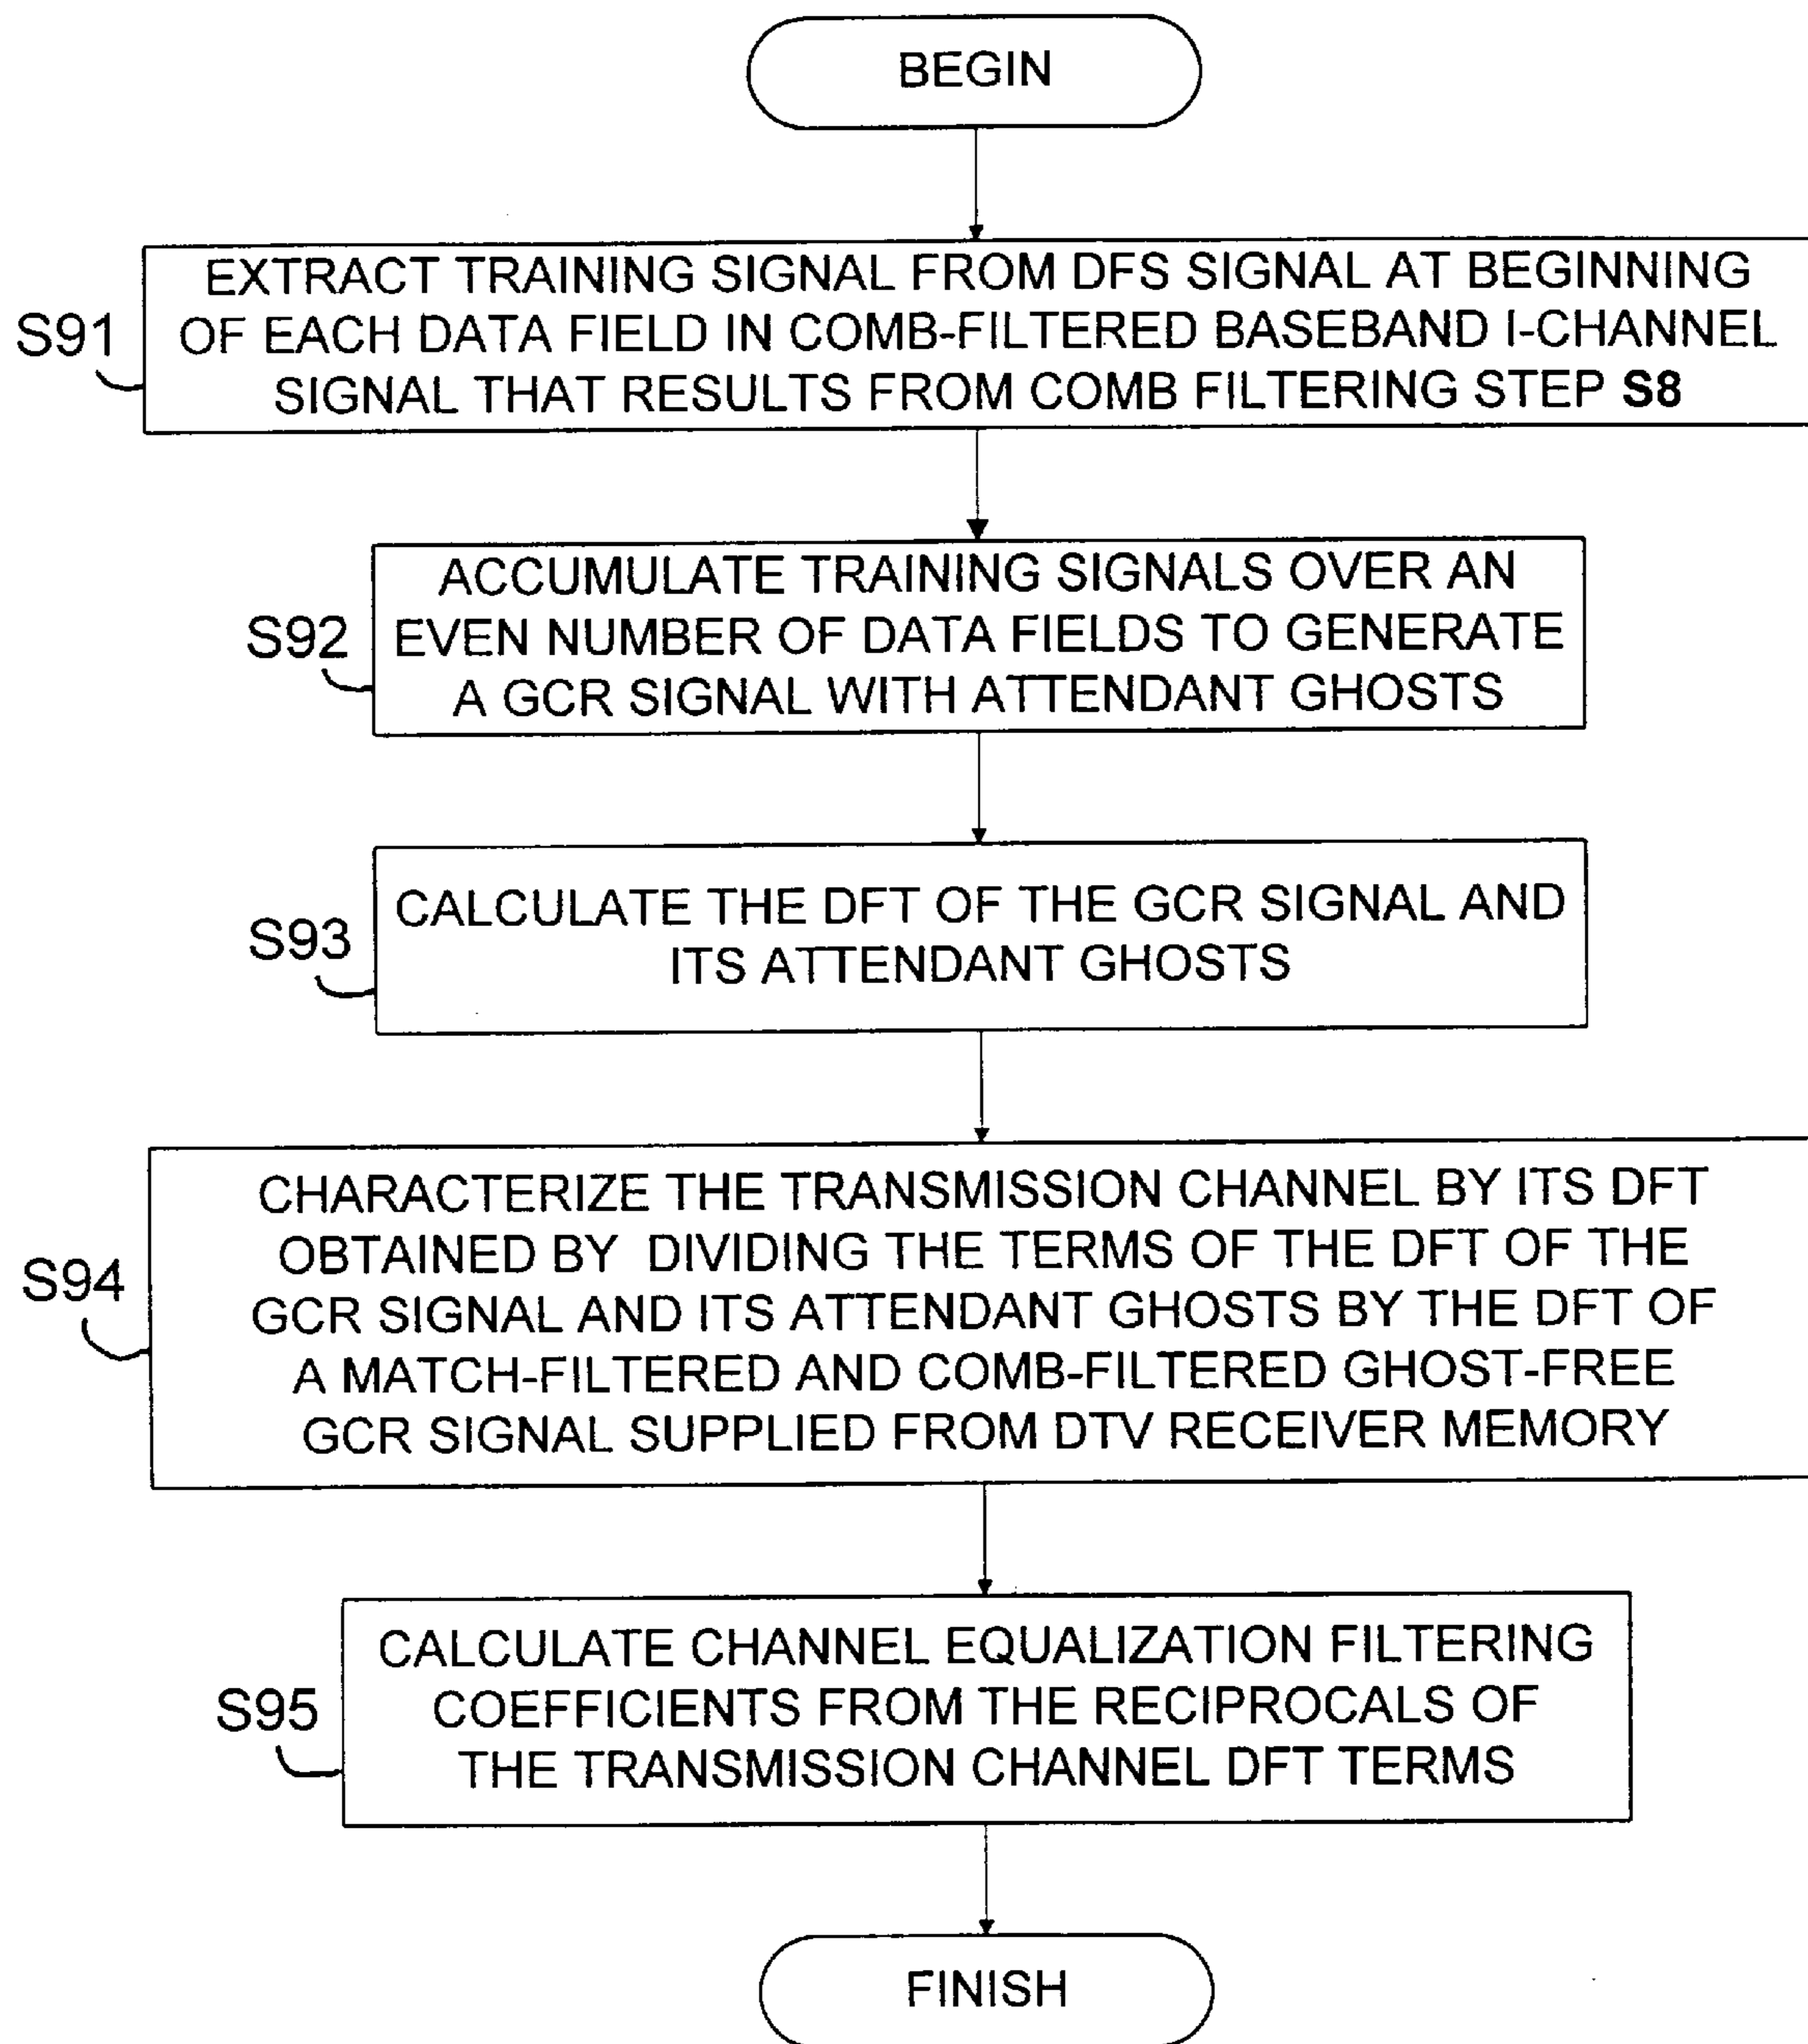 BEGIN
S91
EXTRACT TRAINING SIGNAL FROM DFS SIGNAL AT BEGINNING
OF EACH DATA FIELD IN COMB-FILTERED BASEBAND I-CHANNEL
SIGNAL THAT RESULTS FROM COMB FILTERING STEP S8
S92
ACCUMULATE TRAINING SIGNALS OVER AN
EVEN NUMBER OF DATA FIELDS TO GENERATE
A GCR SIGNAL WITH ATTENDANT GHOSTS
S93
CALCULATE THE DFT OF THE GCR SIGNAL AND
ITS ATTENDANT GHOSTS
S94
CHARACTERIZE THE TRANSMISSION CHANNEL BY ITS DFT
OBTAINED BY DIVIDING THE TERMS OF THE DFT OF THE
GCR SIGNAL AND ITS ATTENDANT GHOSTS BY THE DFT OF
A MATCH-FILTERED AND COMB-FILTERED GHOST-FREE
GCR SIGNAL SUPPLIED FROM DTV RECEIVER MEMORY
S95
CALCULATE CHANNEL EQUALIZATION FILTERING
COEFFICIENTS FROM THE RECIPROCALS OF
THE TRANSMISSION CHANNEL DFT TERMS
FINISH